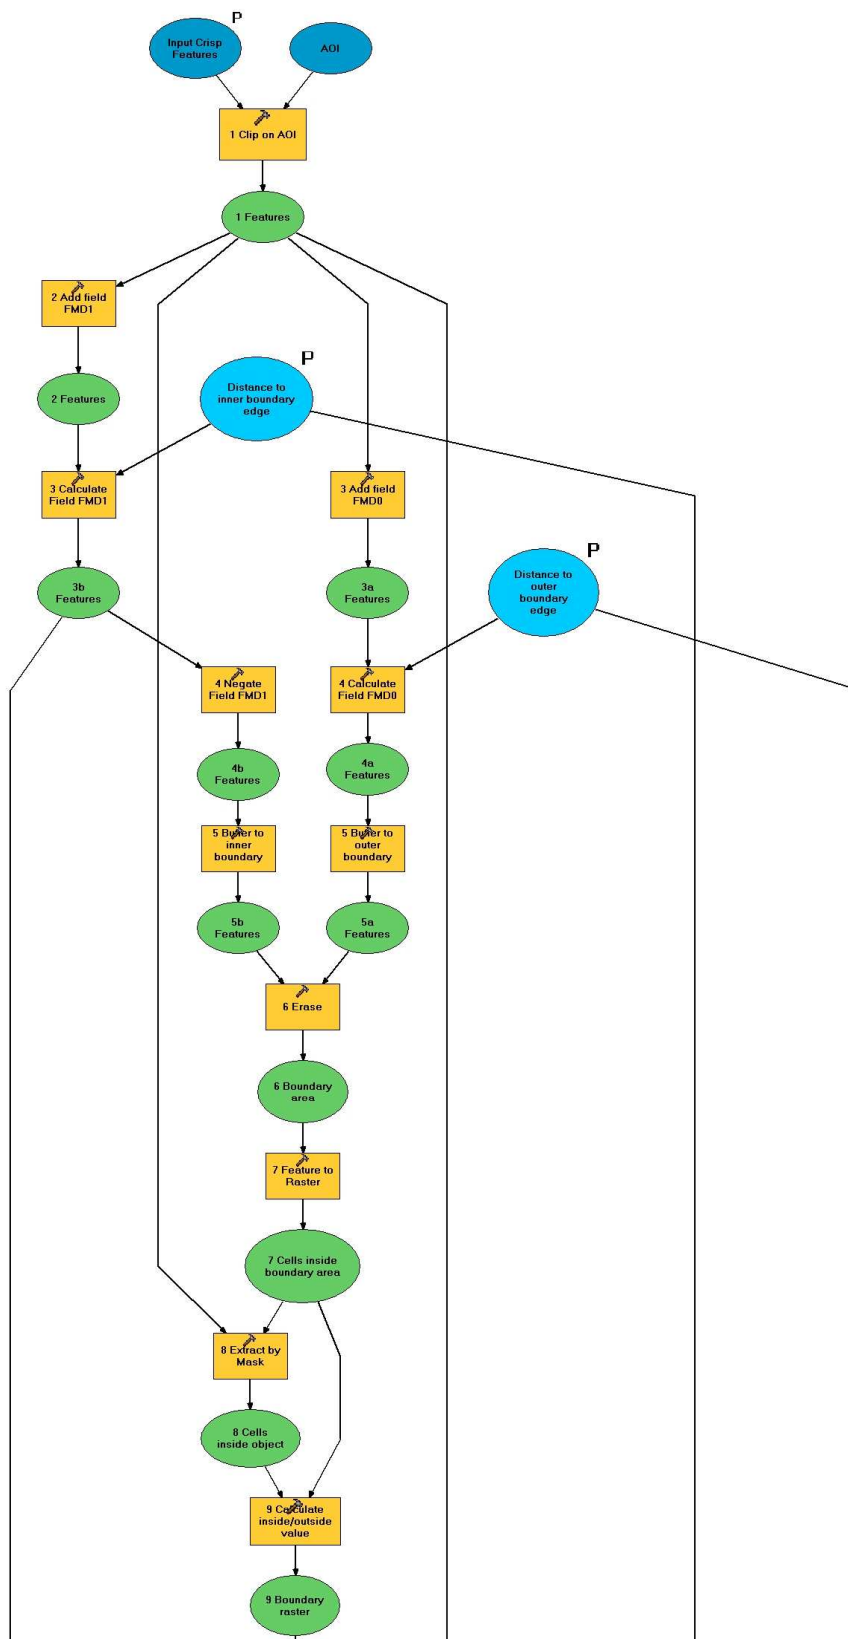 P
Input Crisp
Features
AOI
1 Clip on AOI
1 Features
2 Add field
FMD1
P
Distance to
inner boundary
edge
2 Features
3 Calculate
Field FMD1
3 Add field
FMD0
P
Distance to
outer
boundary
edge
3b
Features
3a
Features
4 Negate
Field FMD1
4 Calculate
Field FMD0
4b
Features
4a
Features
5 Buffer to
inner
boundary
5 Buffer to
outer
boundary
5b
Features
5a
Features
6 Erase
6 Boundary
area
7 Feature to
Raster
7 Cells inside
boundary area
8 Extract by
Mask
8 Cells
inside object
9 Calculate
inside/outside
value
9 Boundary
raster